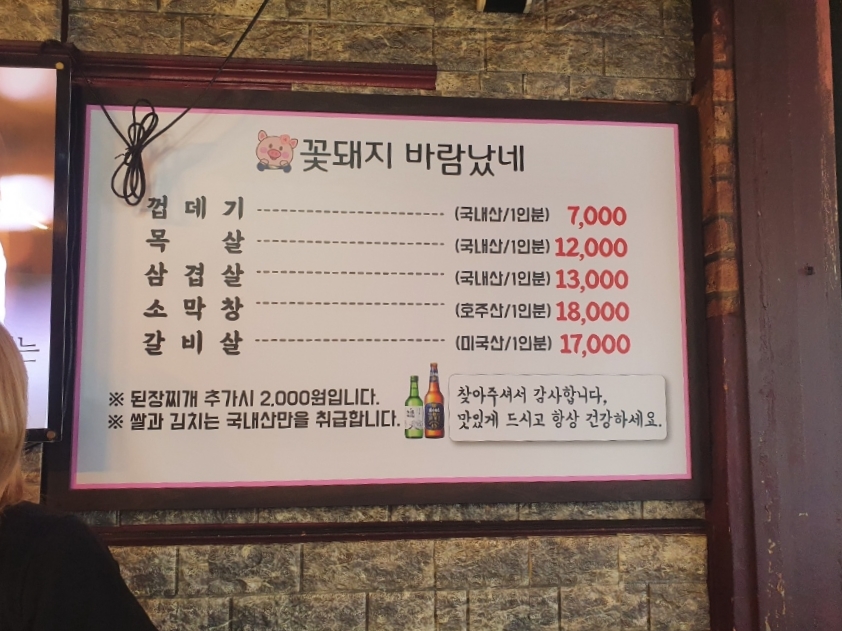 꽃돼지 바람났네
껍데기 (국내산/1인분) 7,000
목살 (국내산/1인분) 12,000
삼겹살 (국내산/1인분) 13,000
소막창 (호주산/1인분) 18,000
갈비살 (미국산/1인분) 17,000
※ 된장찌개 추가시 2,000원입니다.
※ 쌀과 김치는 국내산만을 취급합니다.
찾아주셔서 감사합니다,
맛있게 드시고 항상 건강하세요.
는